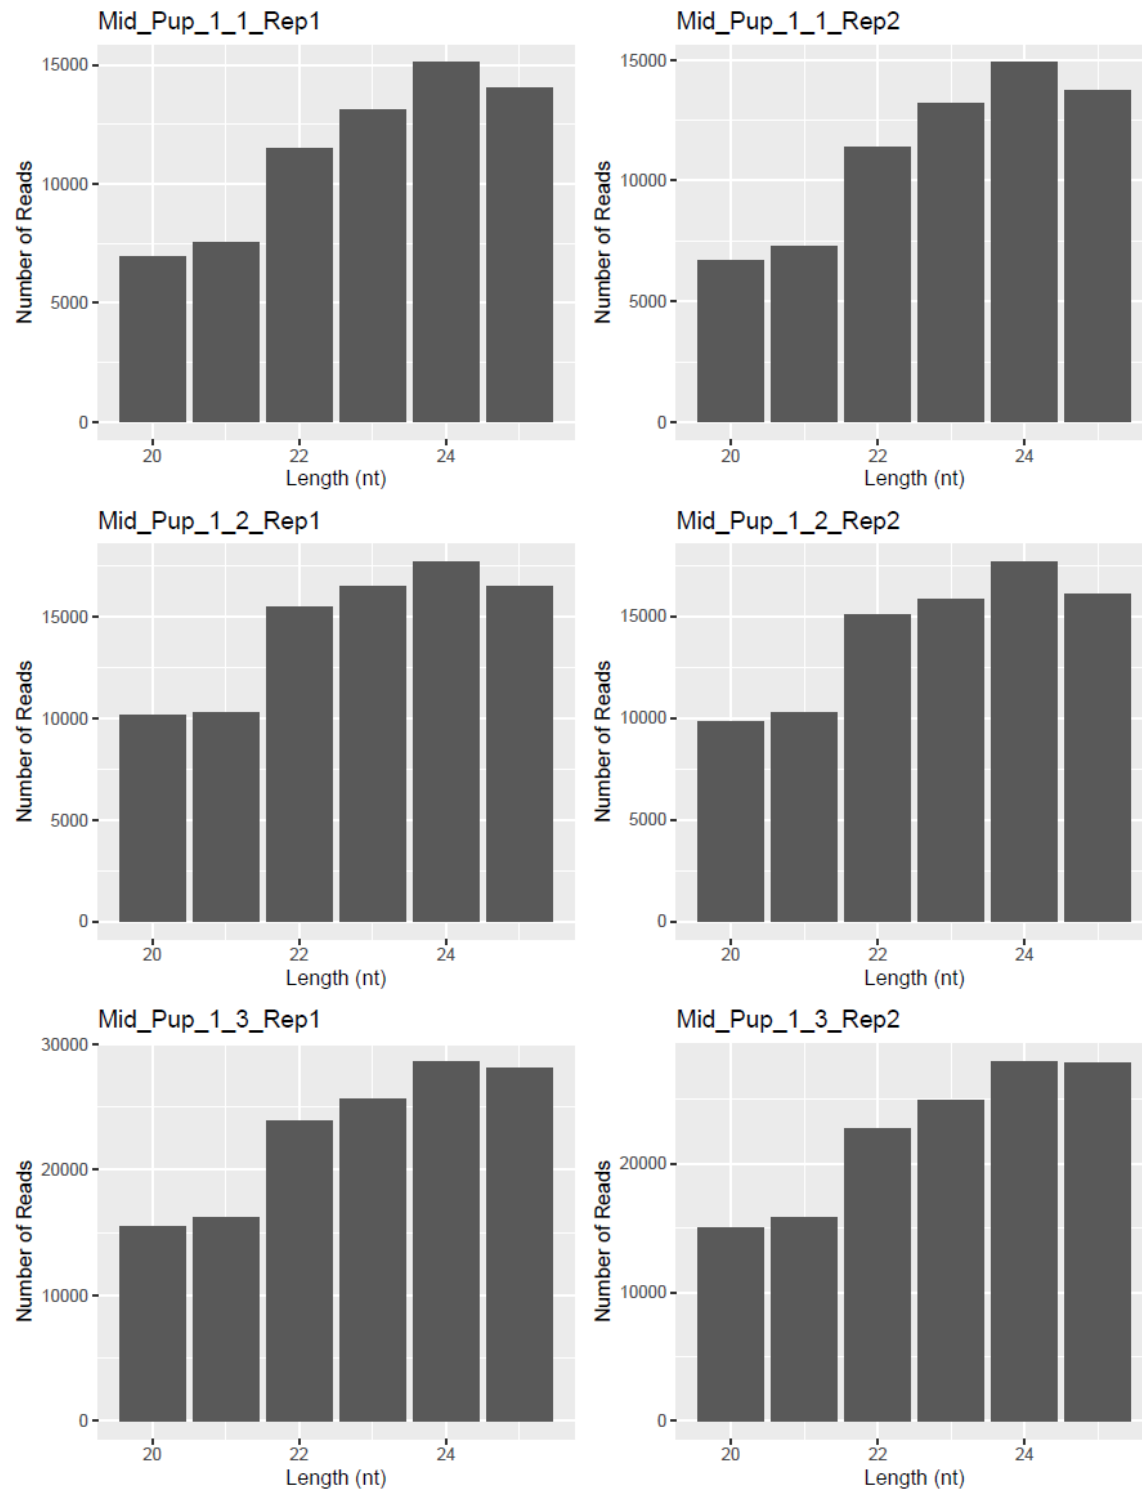 Mid_Pup_1_1_Rep1
Number of Reads
15000
10000
5000
0
20 22 24
Length (nt)
Mid_Pup_1_1_Rep2
Number of Reads
15000
10000
5000
0
20 22 24
Length (nt)
Mid_Pup_1_2_Rep1
Number of Reads
15000
10000
5000
0
20 22 24
Length (nt)
Mid_Pup_1_2_Rep2
Number of Reads
15000
10000
5000
0
20 22 24
Length (nt)
Mid_Pup_1_3_Rep1
Number of Reads
30000
20000
10000
0
20 22 24
Length (nt)
Mid_Pup_1_3_Rep2
Number of Reads
20000
10000
0
20 22 24
Length (nt)